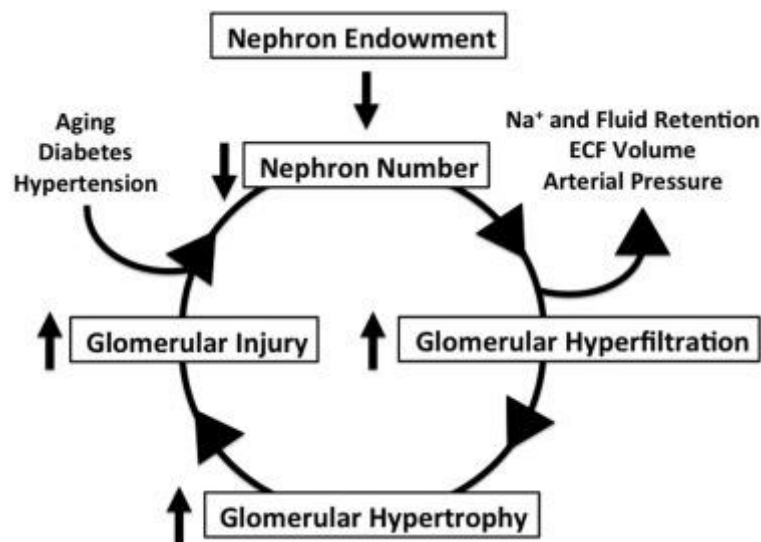 Nephron Endowment
Aging
Diabetes
Hypertension
Na⁺ and Fluid Retention
ECF Volume
Arterial Pressure
Nephron Number
Glomerular Injury
Glomerular Hyperfiltration
Glomerular Hypertrophy